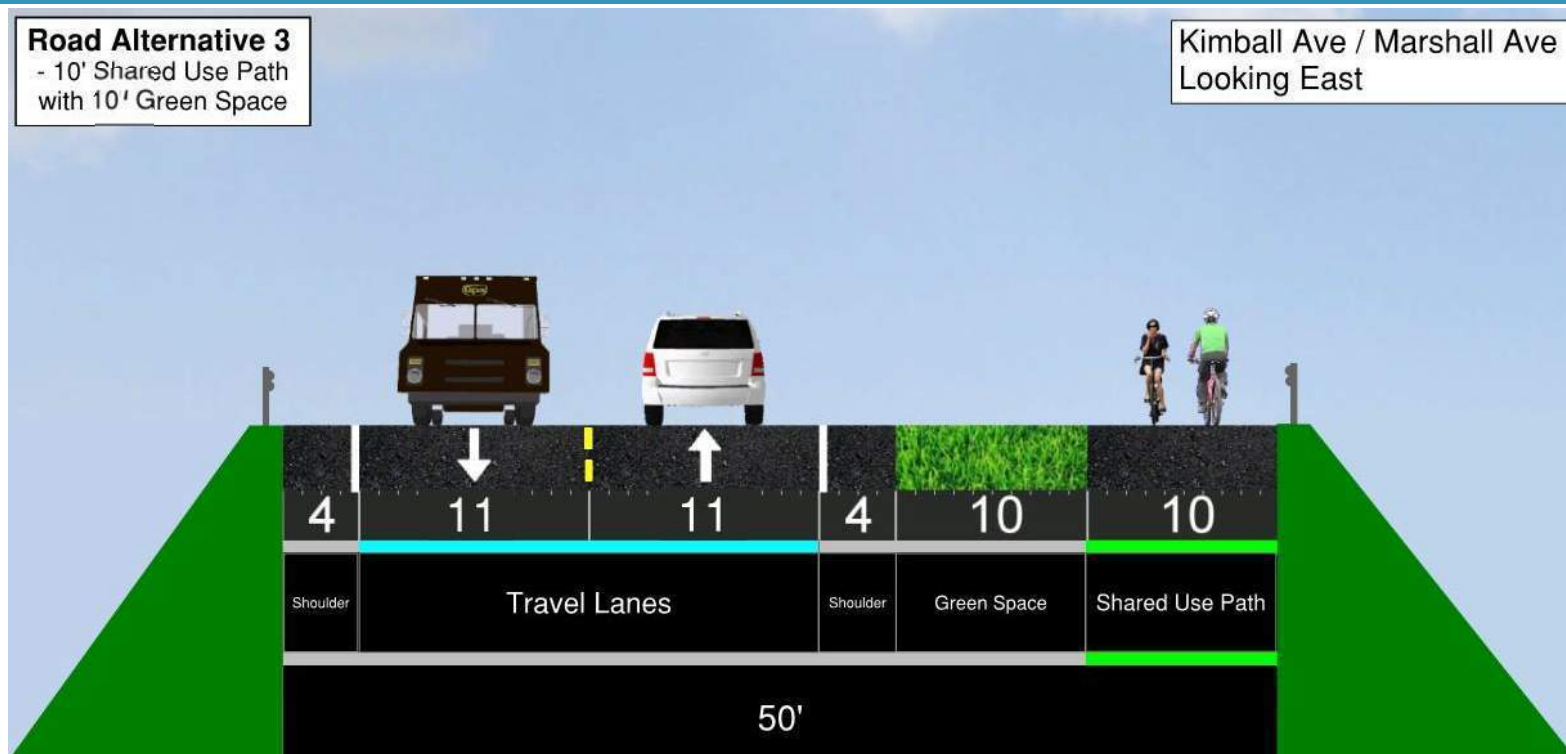 Road Alternative 3
- 10' Shared Use Path
with 10' Green Space
Kimball Ave / Marshall Ave
Looking East
4 11 11 4 10 10
Shoulder Travel Lanes Shoulder Green Space Shared Use Path
50'